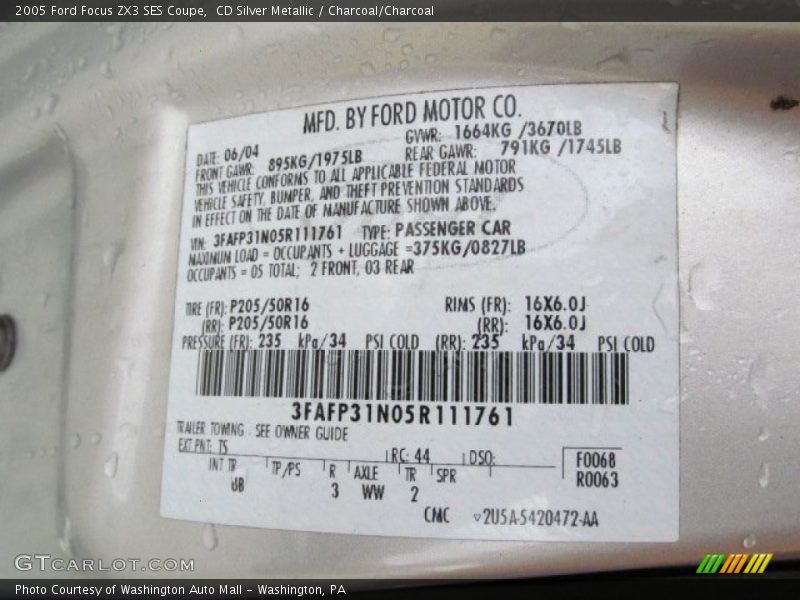 2005 Ford Focus ZX3 SES Coupe,  CD Silver Metallic / Charcoal/Charcoal
MFD. BY FORD MOTOR CO.
DATE: 06/04 GVWR: 1664KG /3670LB
FRONT GAWR: 895KG/1975LB REAR GAWR: 791KG /1745LB
THIS VEHICLE CONFORMS TO ALL APPLICABLE FEDERAL MOTOR
VEHICLE SAFETY, BUMPER, AND THEFT PREVENTION STANDARDS
IN EFFECT ON THE DATE OF MANUFACTURE SHOWN ABOVE.
VIN: 3FAFP31N05R111761 TYPE: PASSENGER CAR
MAXIMUM LOAD = OCCUPANTS + LUGGAGE =375KG/0827LB
OCCUPANTS = 05 TOTAL; 2 FRONT, 03 REAR
TIRE (FR): P205/50R16 RIMS (FR): 16X6.0J
(RR): P205/50R16 (RR): 16X6.0J
PRESSURE (FR): 235 kPa/34 PSI COLD (RR): 235 kPa/34 PSI COLD
3FAFP31N05R111761
TRAILER TOWING - SEE OWNER GUIDE
EXT PNT: TS RC: 44 DSO: F0068
INT TR TP/PS R AXLE TR SPR R0063
UB 3 WW 2
CMC 2U5A-5420472-AA
GTCARLOT.COM
Photo Courtesy of Washington Auto Mall - Washington, PA